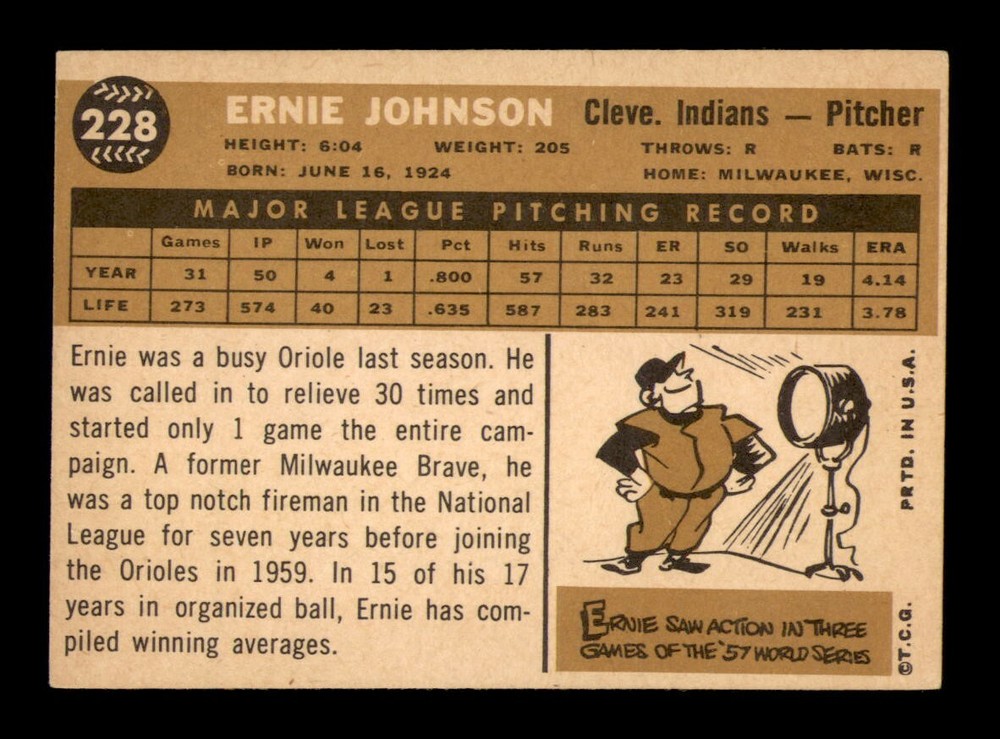 228
ERNIE JOHNSON Cleve. Indians — Pitcher
HEIGHT: 6:04 WEIGHT: 205 THROWS: R BATS: R
BORN: JUNE 16, 1924 HOME: MILWAUKEE, WISC.
MAJOR LEAGUE PITCHING RECORD
Games IP Won Lost Pct Hits Runs ER SO Walks ERA
YEAR 31 50 4 1 .800 57 32 23 29 19 4.14
LIFE 273 574 40 23 .635 587 283 241 319 231 3.78
Ernie was a busy Oriole last season. He
was called in to relieve 30 times and
started only 1 game the entire cam-
paign. A former Milwaukee Brave, he
was a top notch fireman in the National
League for seven years before joining
the Orioles in 1959. In 15 of his 17
years in organized ball, Ernie has com-
piled winning averages.
ERNIE SAW ACTION IN THREE
GAMES OF THE '57 WORLD SERIES
PRTD. IN U.S.A.
©T.C.G.